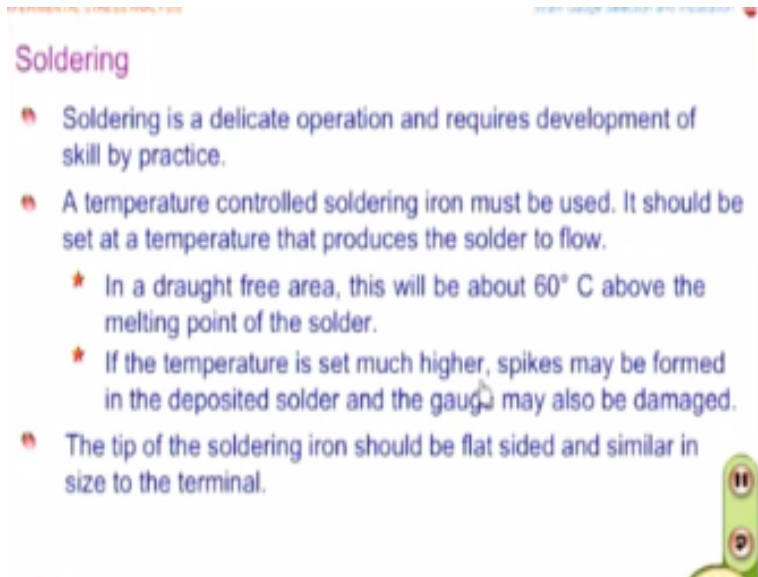 Soldering
Soldering is a delicate operation and requires development of
skill by practice.
A temperature controlled soldering iron must be used. It should be
set at a temperature that produces the solder to flow.
In a draught free area, this will be about 60° C above the
melting point of the solder.
If the temperature is set much higher, spikes may be formed
in the deposited solder and the gauge may also be damaged.
The tip of the soldering iron should be flat sided and similar in
size to the terminal.